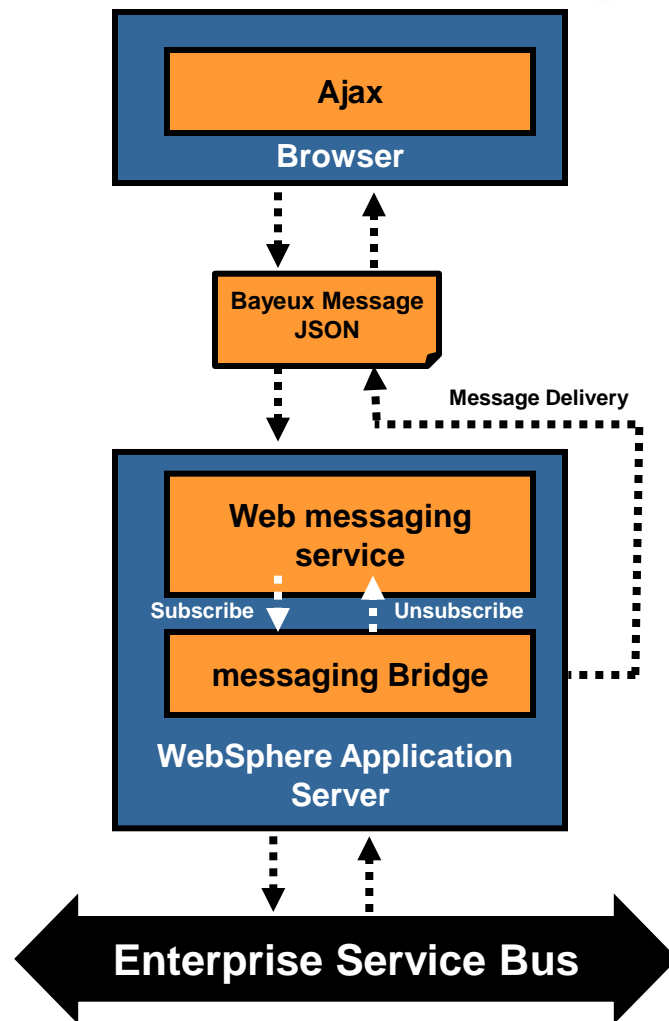 Ajax
Browser
Bayeux Message
JSON
Message Delivery
Web messaging
service
Subscribe
Unsubscribe
messaging Bridge
WebSphere Application
Server
Enterprise Service Bus